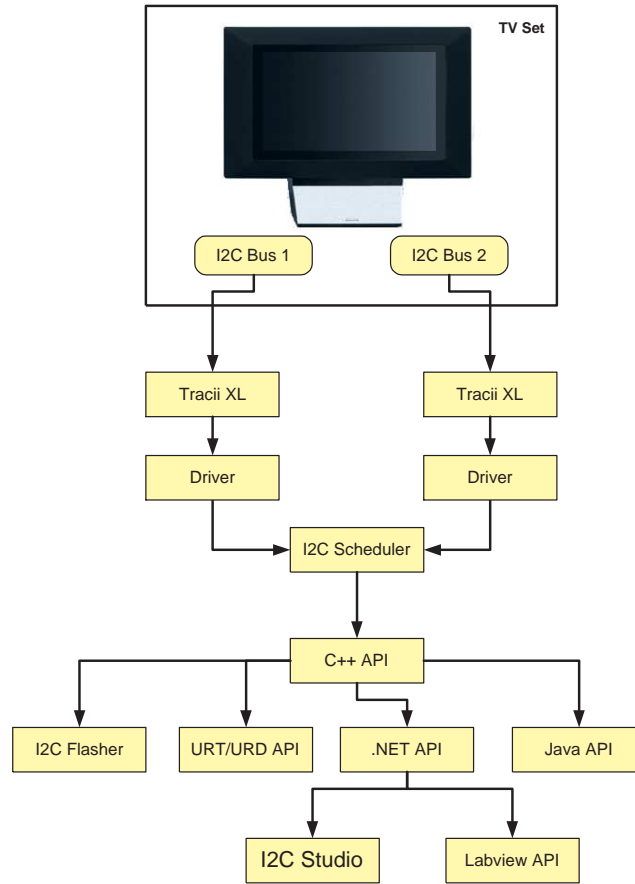 TV Set
I2C Bus 1
I2C Bus 2
Tracii XL
Tracii XL
Driver
Driver
I2C Scheduler
C++ API
I2C Flasher
URT/URD API
.NET API
Java API
I2C Studio
Labview API